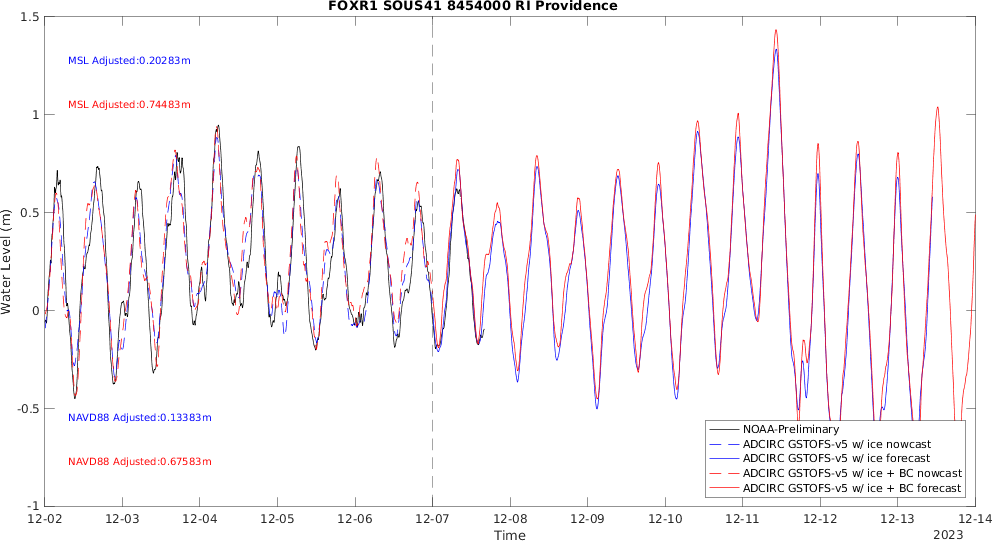 FOXR1 SOUS41 8454000 RI Providence
1.5
1
0.5
0
-0.5
-1
Water Level (m)
MSL Adjusted:0.20283m
MSL Adjusted:0.74483m
NAVD88 Adjusted:0.13383m
NAVD88 Adjusted:0.67583m
NOAA-Preliminary
ADCIRC GSTOFS-v5 w/ ice nowcast
ADCIRC GSTOFS-v5 w/ ice forecast
ADCIRC GSTOFS-v5 w/ ice + BC nowcast
ADCIRC GSTOFS-v5 w/ ice + BC forecast
12-02 12-03 12-04 12-05 12-06 12-07 12-08 12-09 12-10 12-11 12-12 12-13 12-14
Time
2023